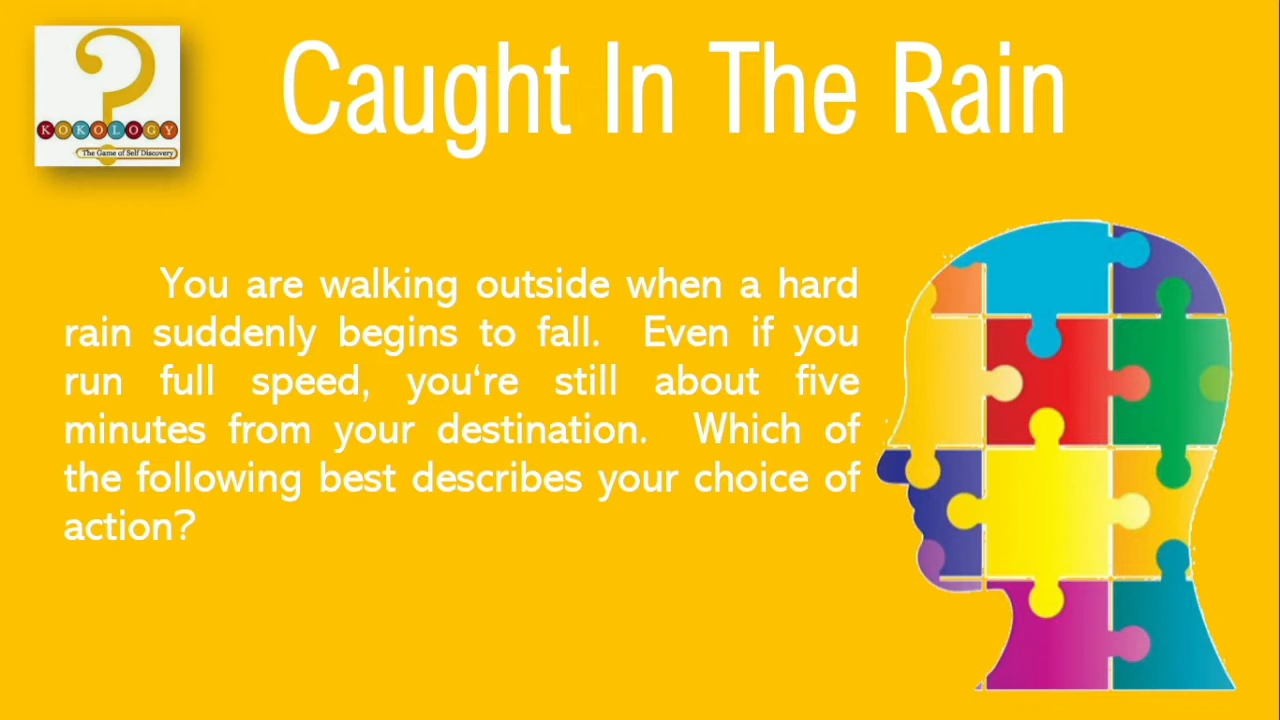 KOKOLOGY
The Game of Self Discovery
Caught In The Rain
You are walking outside when a hard
rain suddenly begins to fall. Even if you
run full speed, you‘re still about five
minutes from your destination. Which of
the following best describes your choice of
action?